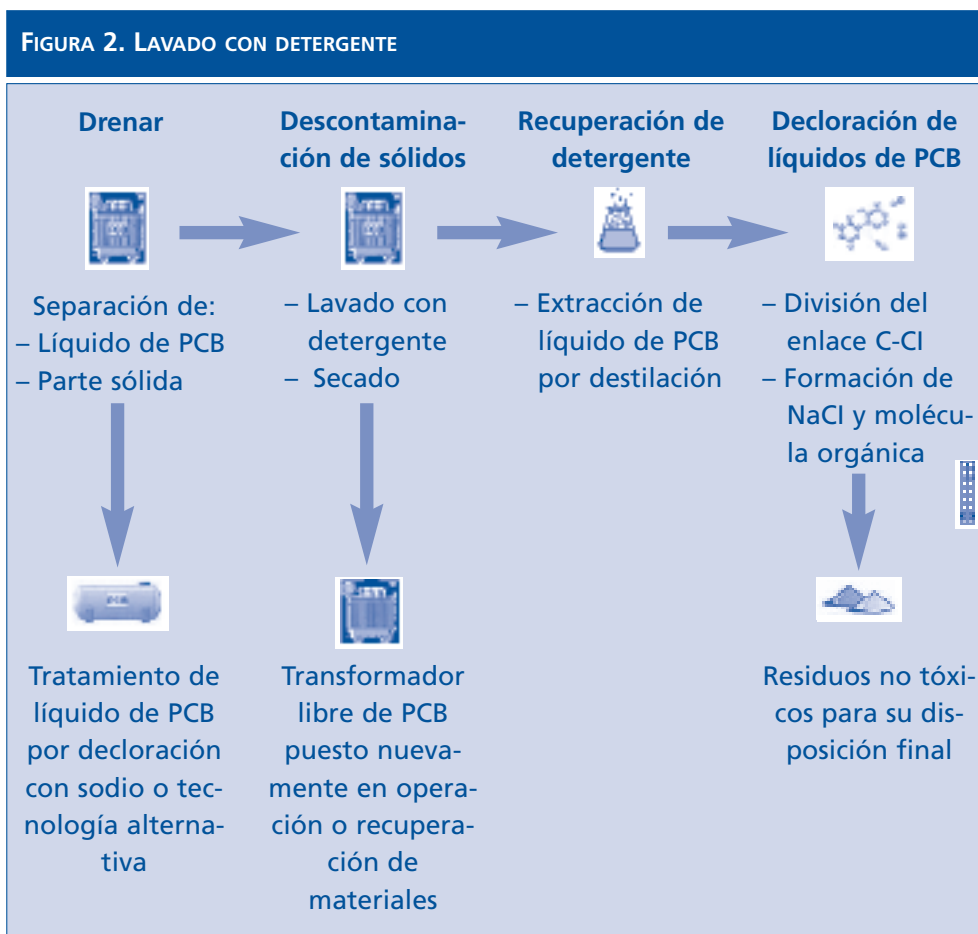 FIGURA 2. LAVADO CON DETERGENTE
Drenar
Separación de:
– Líquido de PCB
– Parte sólida
Tratamiento de
líquido de PCB
por decloración
con sodio o tec-
nología alterna-
tiva
Descontamina-
ción de sólidos
– Lavado con
detergente
– Secado
Transformador
libre de PCB
puesto nueva-
mente en opera-
ción o recupera-
ción de
materiales
Recuperación de
detergente
– Extracción de
líquido de PCB
por destilación
Decloración de
líquidos de PCB
– División del
enlace C-CI
– Formación de
NaCI y molécu-
la orgánica
Residuos no tóxi-
cos para su dis-
posición final